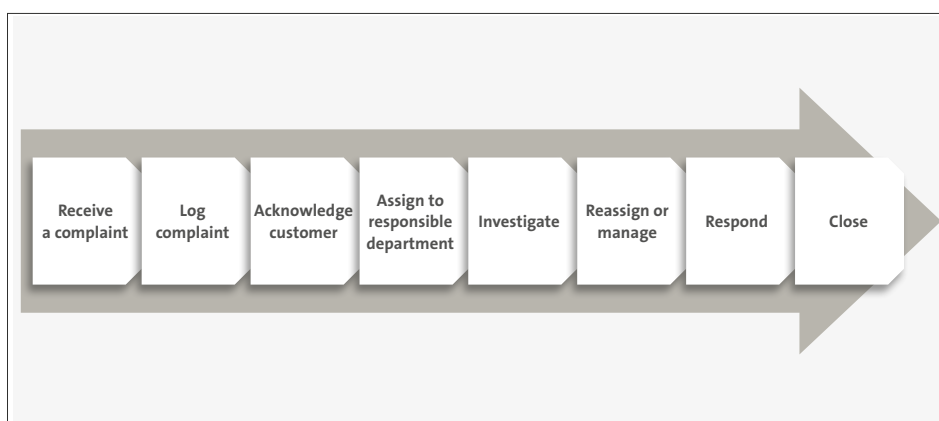 Receive
a complaint
Log
complaint
Acknowledge
customer
Assign to
responsible
department
Investigate
Reassign or
manage
Respond
Close